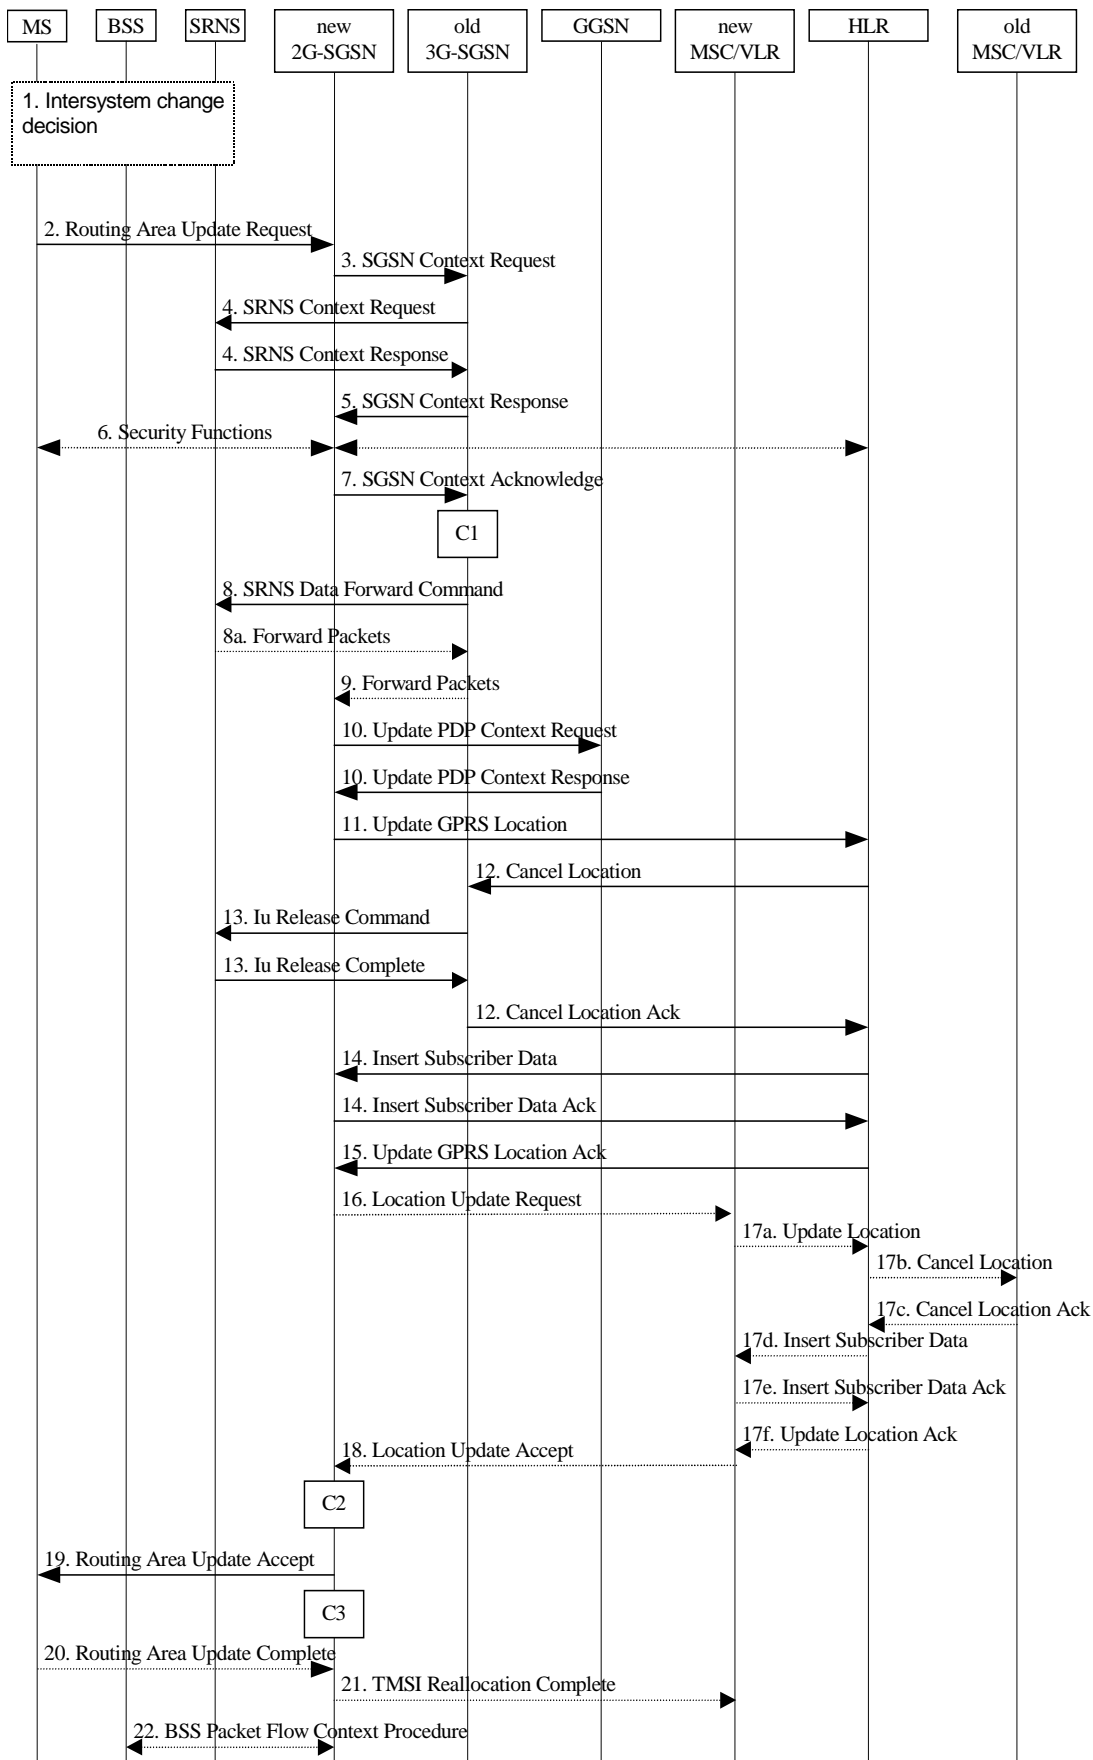 MS
BSS
SRNS
new
2G-SGSN
old
3G-SGSN
GGSN
new
MSC/VLR
HLR
old
MSC/VLR
1. Intersystem change
decision
2. Routing Area Update Request
3. SGSN Context Request
4. SRNS Context Request
4. SRNS Context Response
5. SGSN Context Response
6. Security Functions
7. SGSN Context Acknowledge
C1
8. SRNS Data Forward Command
8a. Forward Packets
9. Forward Packets
10. Update PDP Context Request
10. Update PDP Context Response
11. Update GPRS Location
12. Cancel Location
13. Iu Release Command
13. Iu Release Complete
12. Cancel Location Ack
14. Insert Subscriber Data
14. Insert Subscriber Data Ack
15. Update GPRS Location Ack
16. Location Update Request
17a. Update Location
17b. Cancel Location
17c. Cancel Location Ack
17d. Insert Subscriber Data
17e. Insert Subscriber Data Ack
17f. Update Location Ack
18. Location Update Accept
C2
19. Routing Area Update Accept
C3
20. Routing Area Update Complete
21. TMSI Reallocation Complete
22. BSS Packet Flow Context Procedure